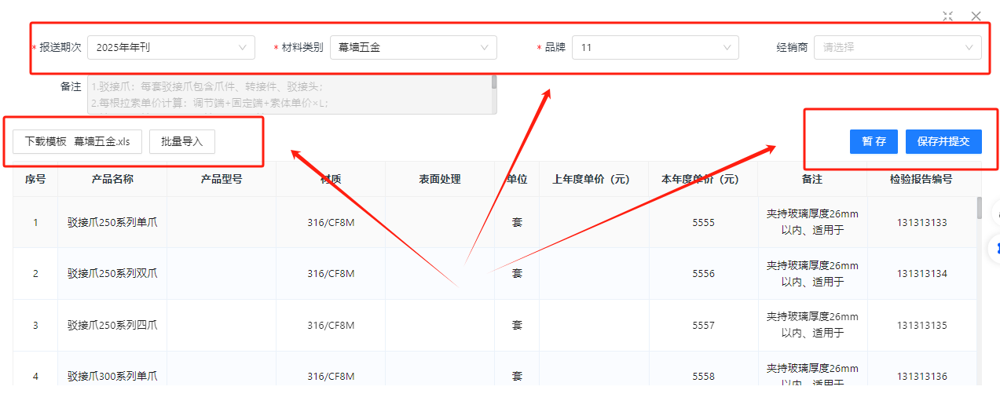 * 报送期次 2025年年刊 * 材料类别 幕墙五金 * 品牌 11 经销商 请选择
备注 1.驳接爪：每套驳接爪包含爪件、转接件、驳接头；
2.每根拉索单价计算：调节端+固定端+索体单价×L;
下载模板 幕墙五金.xls 批量导入 暂 存 保存并提交
序号 产品名称 产品型号 材质 表面处理 单位 上年度单价（元） 本年度单价（元） 备注 检验报告编号
1 驳接爪250系列单爪 316/CF8M 套 5555 夹持玻璃厚度26mm 131313133
以内、适用于
2 驳接爪250系列双爪 316/CF8M 套 5556 夹持玻璃厚度26mm 131313134
以内、适用于
3 驳接爪250系列四爪 316/CF8M 套 5557 夹持玻璃厚度26mm 131313135
以内、适用于
4 驳接爪300系列单爪 316/CF8M 套 5558 夹持玻璃厚度26mm 131313136
以内、适用于